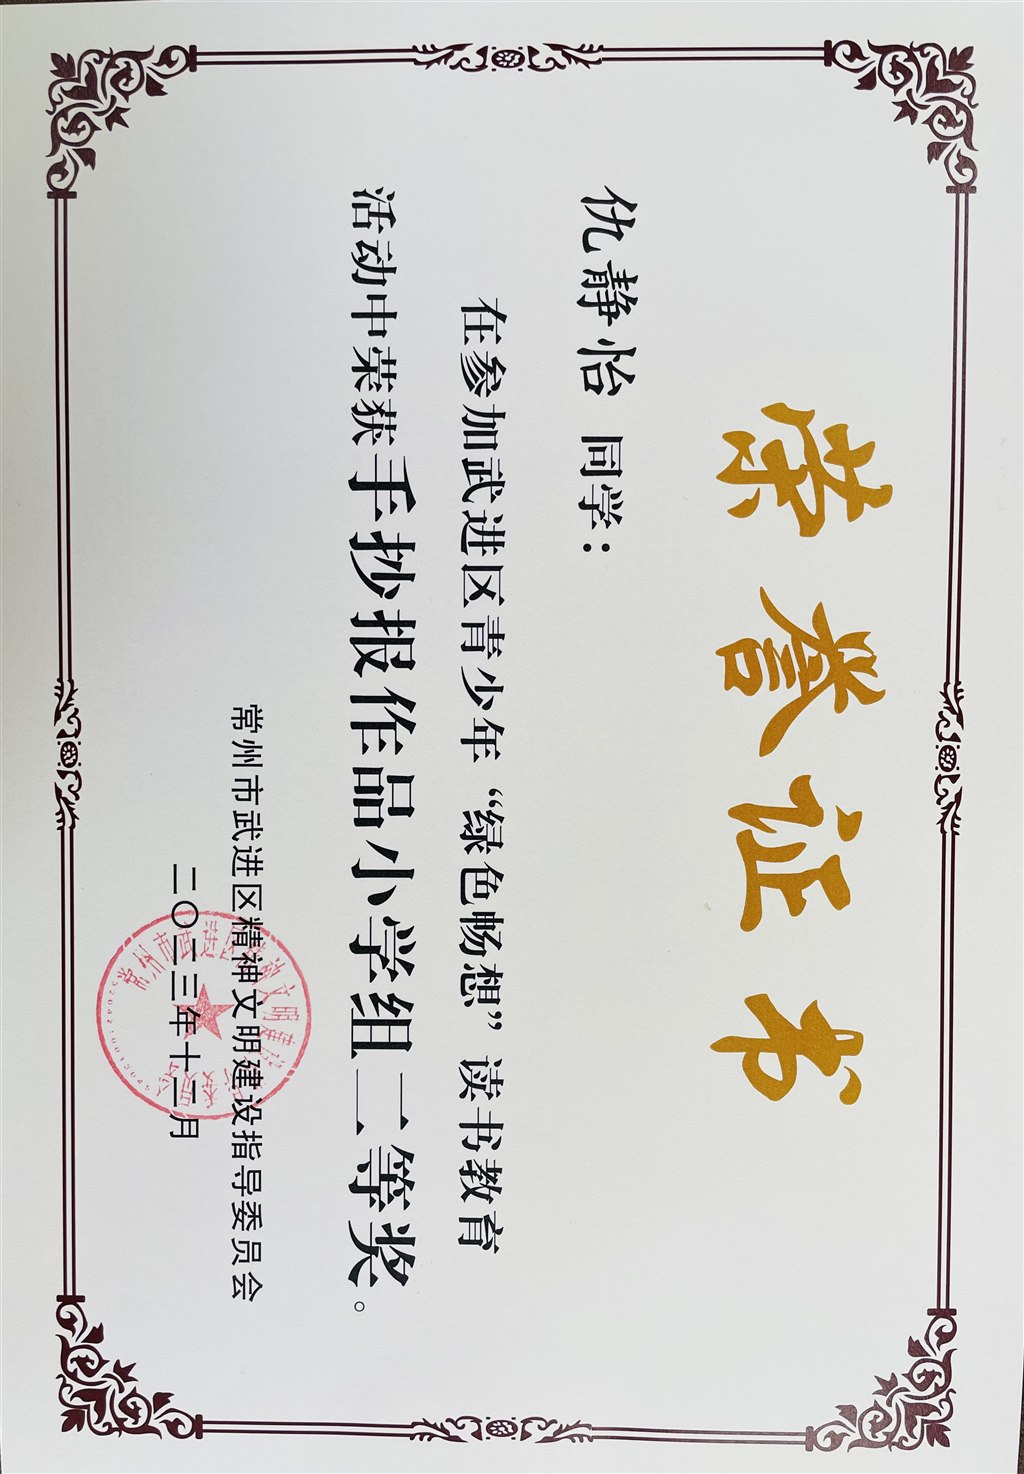 荣誉证书
仇静怡 同学：
在参加武进区青少年“绿色畅想”读书教育
活动中荣获手抄报作品小学组二等奖。
常州市武进区精神文明建设指导委员会
二〇二三年十二月